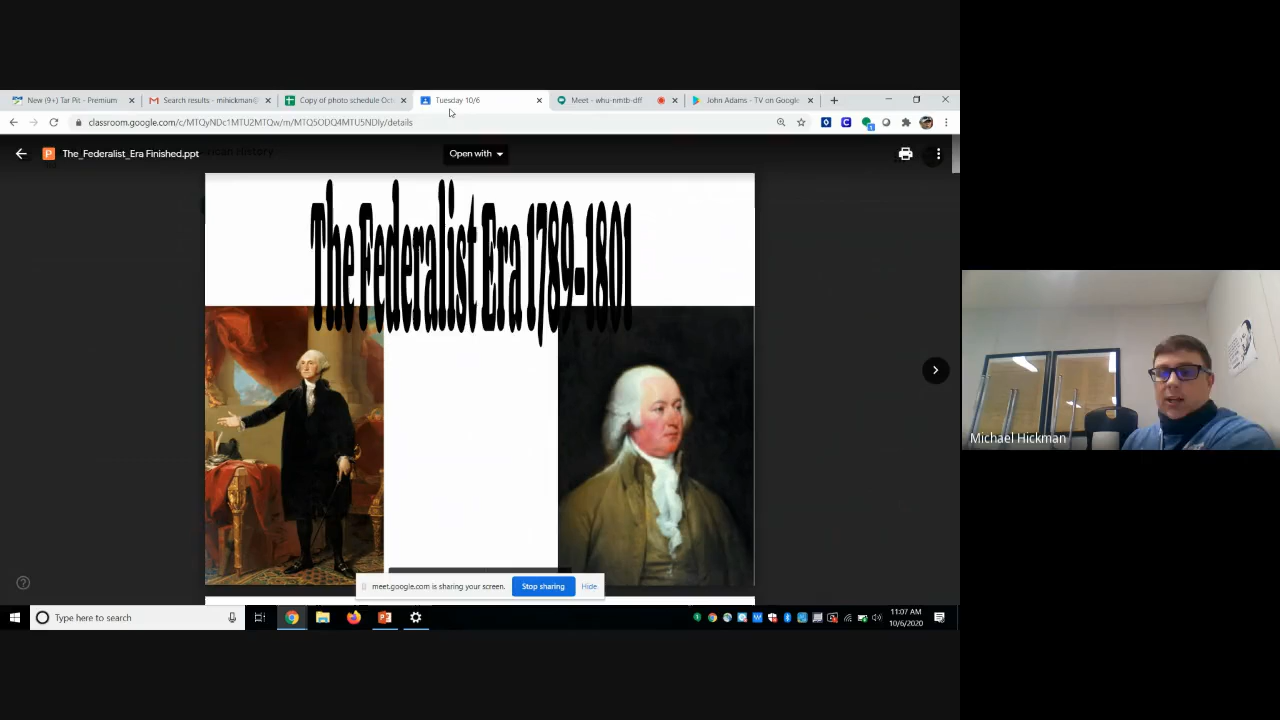 New (9+) Tar Pit - Premium
Search results - mihickman@
Copy of photo schedule Oct
Tuesday 10/6
Meet - whu-nmtb-dff
John Adams - TV on Google
classroom.google.com/c/MTQyNDc1MTU2MTQw/m/MTQ5ODQ4MTU5NDIy/details
The_Federalist_Era Finished.ppt
Open with
The Federalist Era 1789-1801
Michael Hickman
meet.google.com is sharing your screen.
Stop sharing
Hide
Type here to search
11:07 AM
10/6/2020